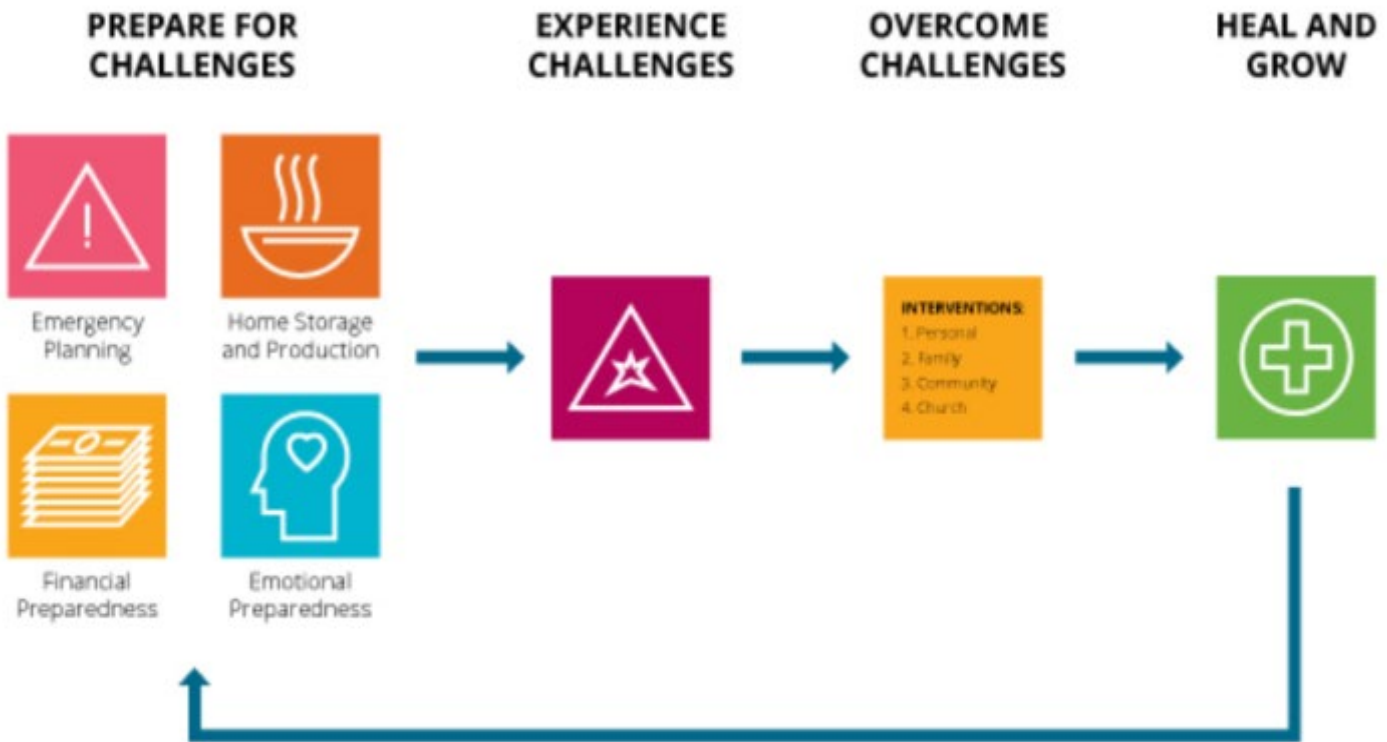 PREPARE FOR
CHALLENGES
EXPERIENCE
CHALLENGES
OVERCOME
CHALLENGES
HEAL AND
GROW
Emergency
Planning
Home Storage
and Production
Financial
Preparedness
Emotional
Preparedness
INTERVENTIONS:
1. Personal
2. Family
3. Community
4. Church